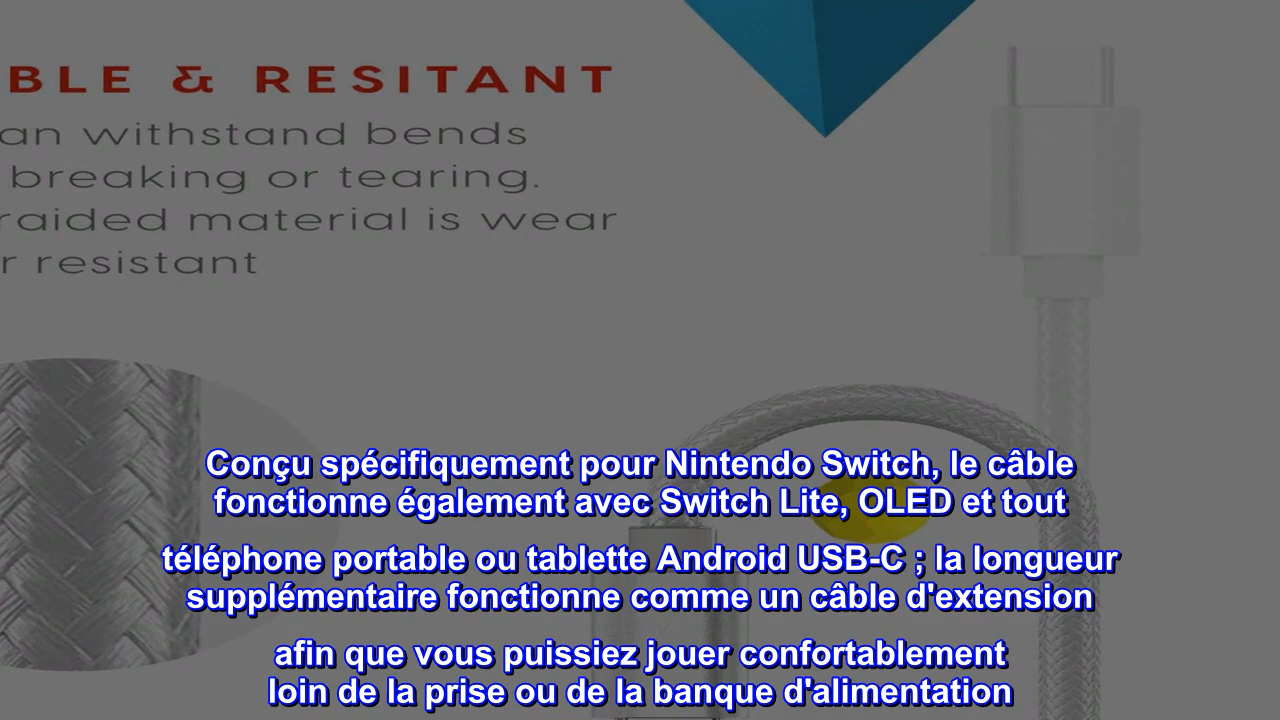 BLE & RESITANT
an withstand bends
breaking or tearing.
raided material is wear
r resistant
Conçu spécifiquement pour Nintendo Switch, le câble
fonctionne également avec Switch Lite, OLED et tout
téléphone portable ou tablette Android USB-C ; la longueur
supplémentaire fonctionne comme un câble d'extension
afin que vous puissiez jouer confortablement
loin de la prise ou de la banque d'alimentation